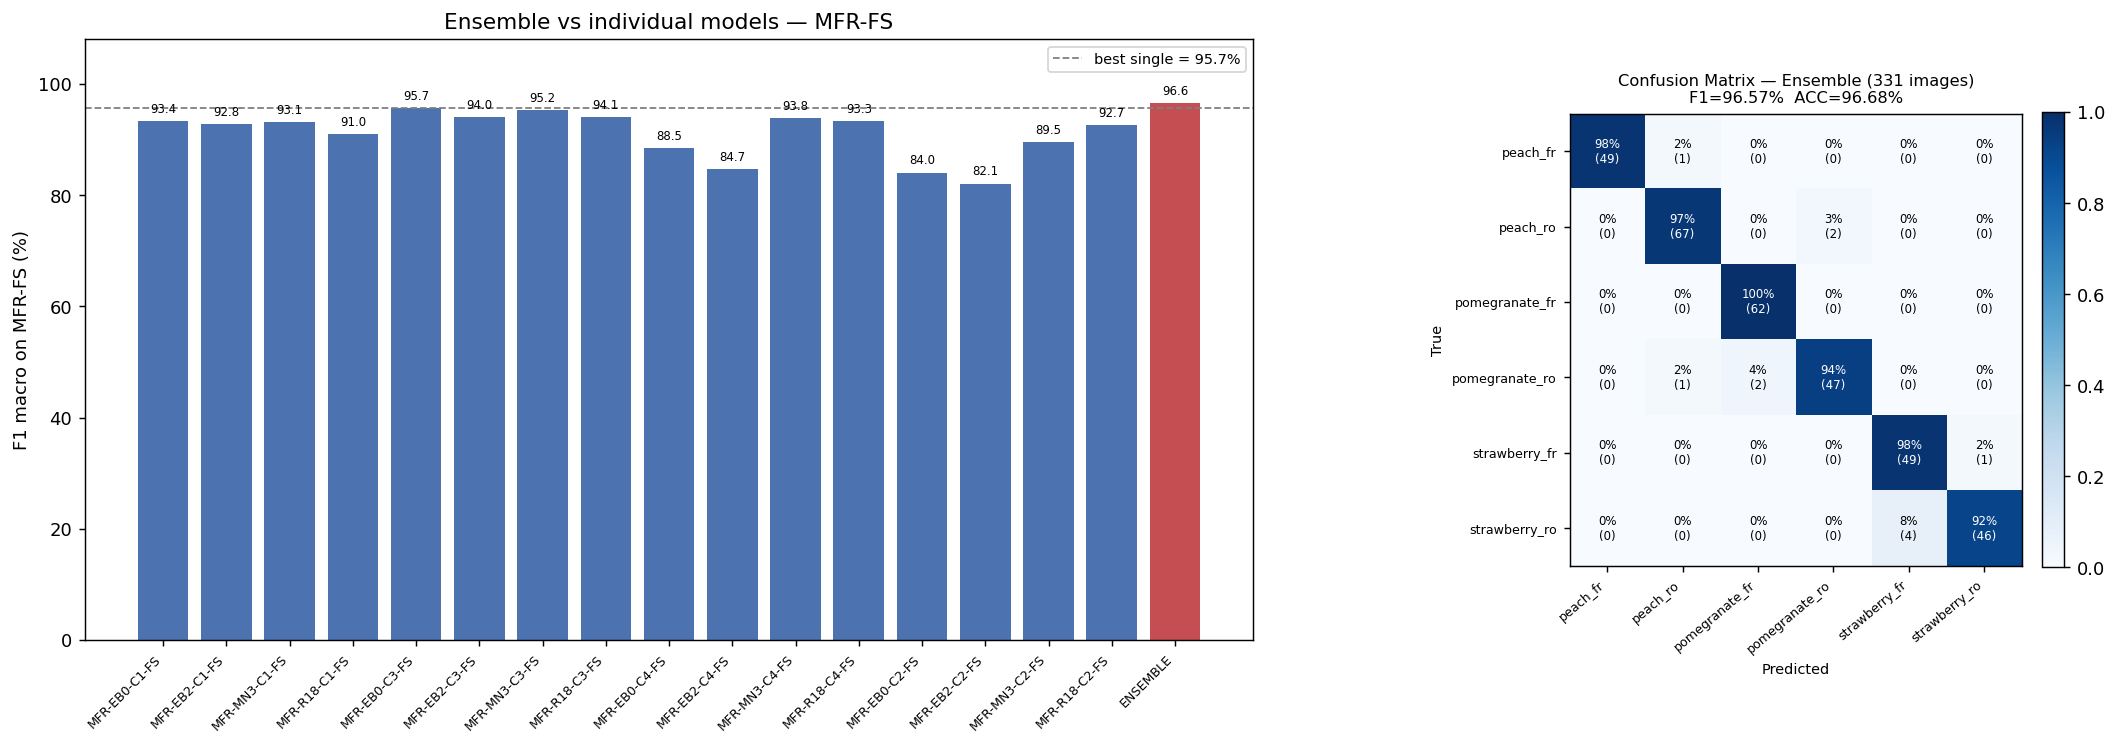 Ensemble vs individual models — MFR-FS
best single = 95.7%
F1 macro on MFR-FS (%)
100
80
60
40
20
0
93.4
92.8
93.1
91.0
95.7
94.0
95.2
94.1
88.5
84.7
93.8
93.3
84.0
82.1
89.5
92.7
96.6
MFR-EB0-C1-FS
MFR-EB2-C1-FS
MFR-MN3-C1-FS
MFR-R18-C1-FS
MFR-EB0-C3-FS
MFR-EB2-C3-FS
MFR-MN3-C3-FS
MFR-R18-C3-FS
MFR-EB0-C4-FS
MFR-EB2-C4-FS
MFR-MN3-C4-FS
MFR-R18-C4-FS
MFR-EB0-C2-FS
MFR-EB2-C2-FS
MFR-MN3-C2-FS
MFR-R18-C2-FS
ENSEMBLE
Confusion Matrix — Ensemble (331 images)
F1=96.57% ACC=96.68%
True
peach_fr
98% 2% 0% 0% 0% 0%
(49) (1) (0) (0) (0) (0)
peach_ro
0% 97% 0% 3% 0% 0%
(0) (67) (0) (2) (0) (0)
pomegranate_fr
0% 0% 100% 0% 0% 0%
(0) (0) (62) (0) (0) (0)
pomegranate_ro
0% 2% 4% 94% 0% 0%
(0) (1) (2) (47) (0) (0)
strawberry_fr
0% 0% 0% 0% 98% 2%
(0) (0) (0) (0) (49) (1)
strawberry_ro
0% 0% 0% 0% 8% 92%
(0) (0) (0) (0) (4) (46)
peach_fr
peach_ro
pomegranate_fr
pomegranate_ro
strawberry_fr
strawberry_ro
Predicted
1.0
0.8
0.6
0.4
0.2
0.0